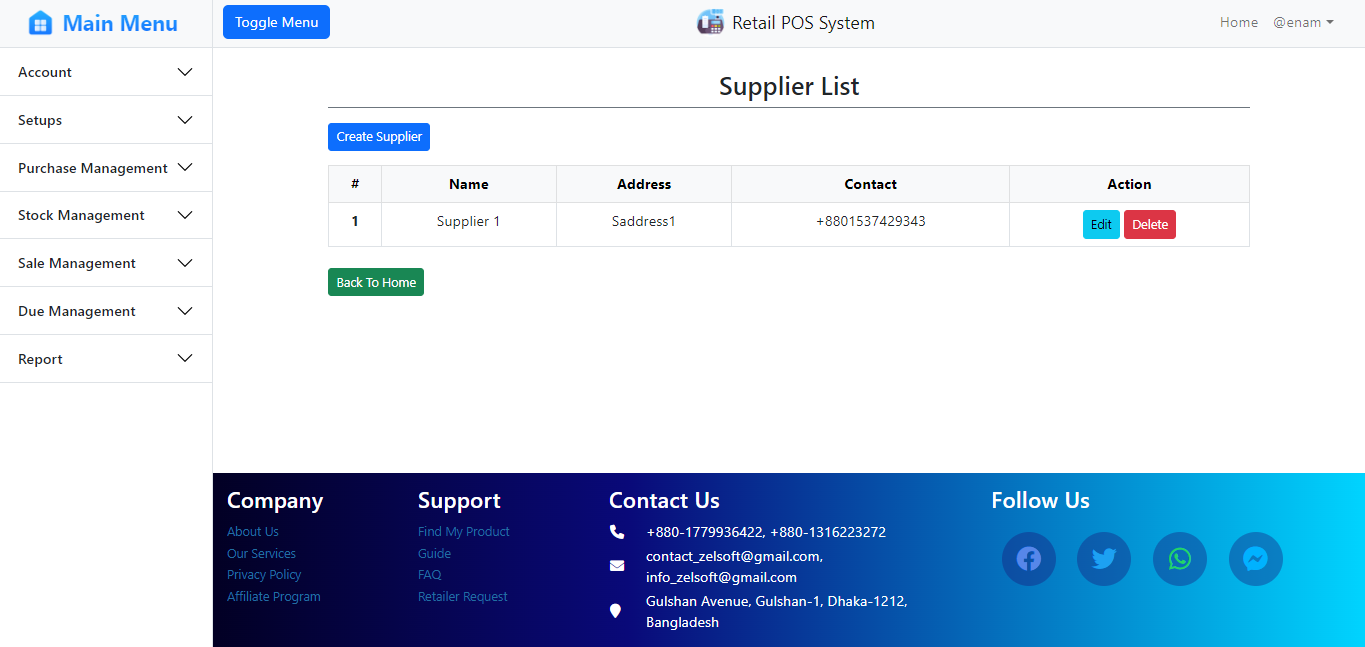 Main Menu
Toggle Menu
Retail POS System
Home @enam
Account
Setups
Purchase Management
Stock Management
Sale Management
Due Management
Report
Supplier List
Create Supplier
# Name Address Contact Action
1 Supplier 1 Saddress1 +8801537429343 Edit Delete
Back To Home
Company
About Us
Our Services
Privacy Policy
Affiliate Program
Support
Find My Product
Guide
FAQ
Retailer Request
Contact Us
+880-1779936422, +880-1316223272
contact_zelsoft@gmail.com,
info_zelsoft@gmail.com
Gulshan Avenue, Gulshan-1, Dhaka-1212,
Bangladesh
Follow Us